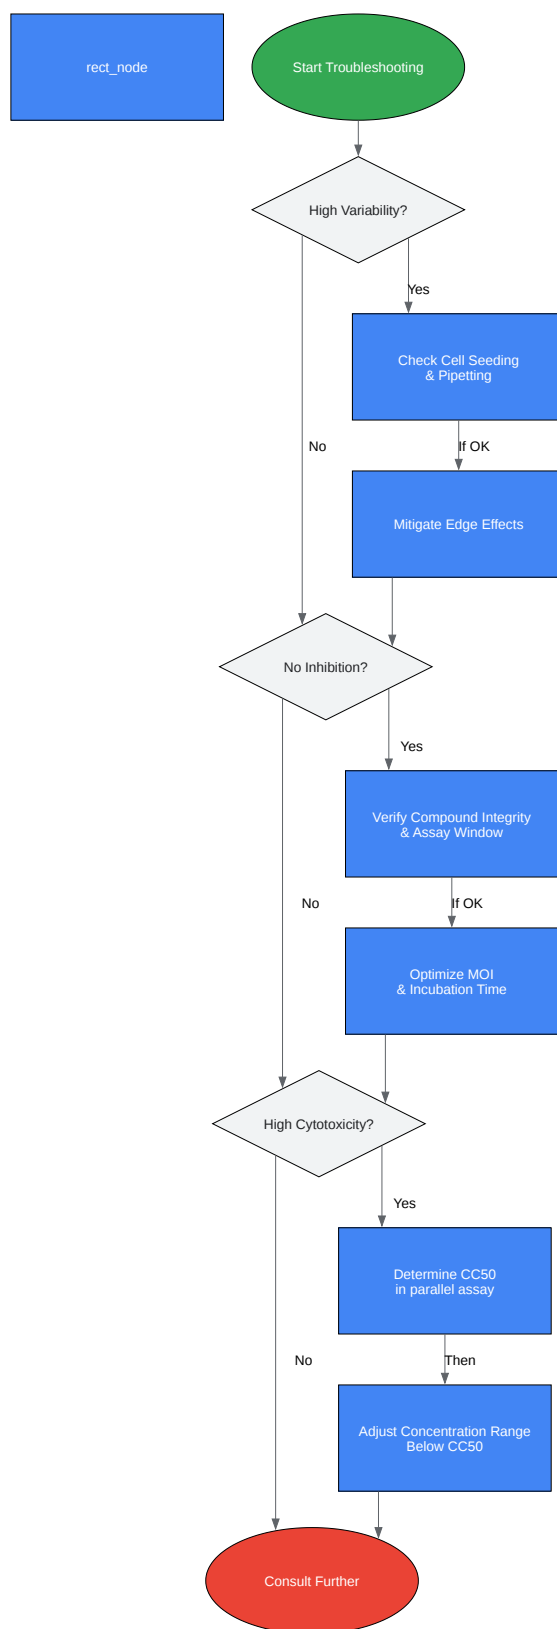 rect_node
Start Troubleshooting
High Variability?
Yes
Check Cell Seeding
& Pipetting
No
If OK
Mitigate Edge Effects
No Inhibition?
Yes
Verify Compound Integrity
& Assay Window
No
If OK
Optimize MOI
& Incubation Time
High Cytotoxicity?
Yes
Determine CC50
in parallel assay
No
Then
Adjust Concentration Range
Below CC50
Consult Further